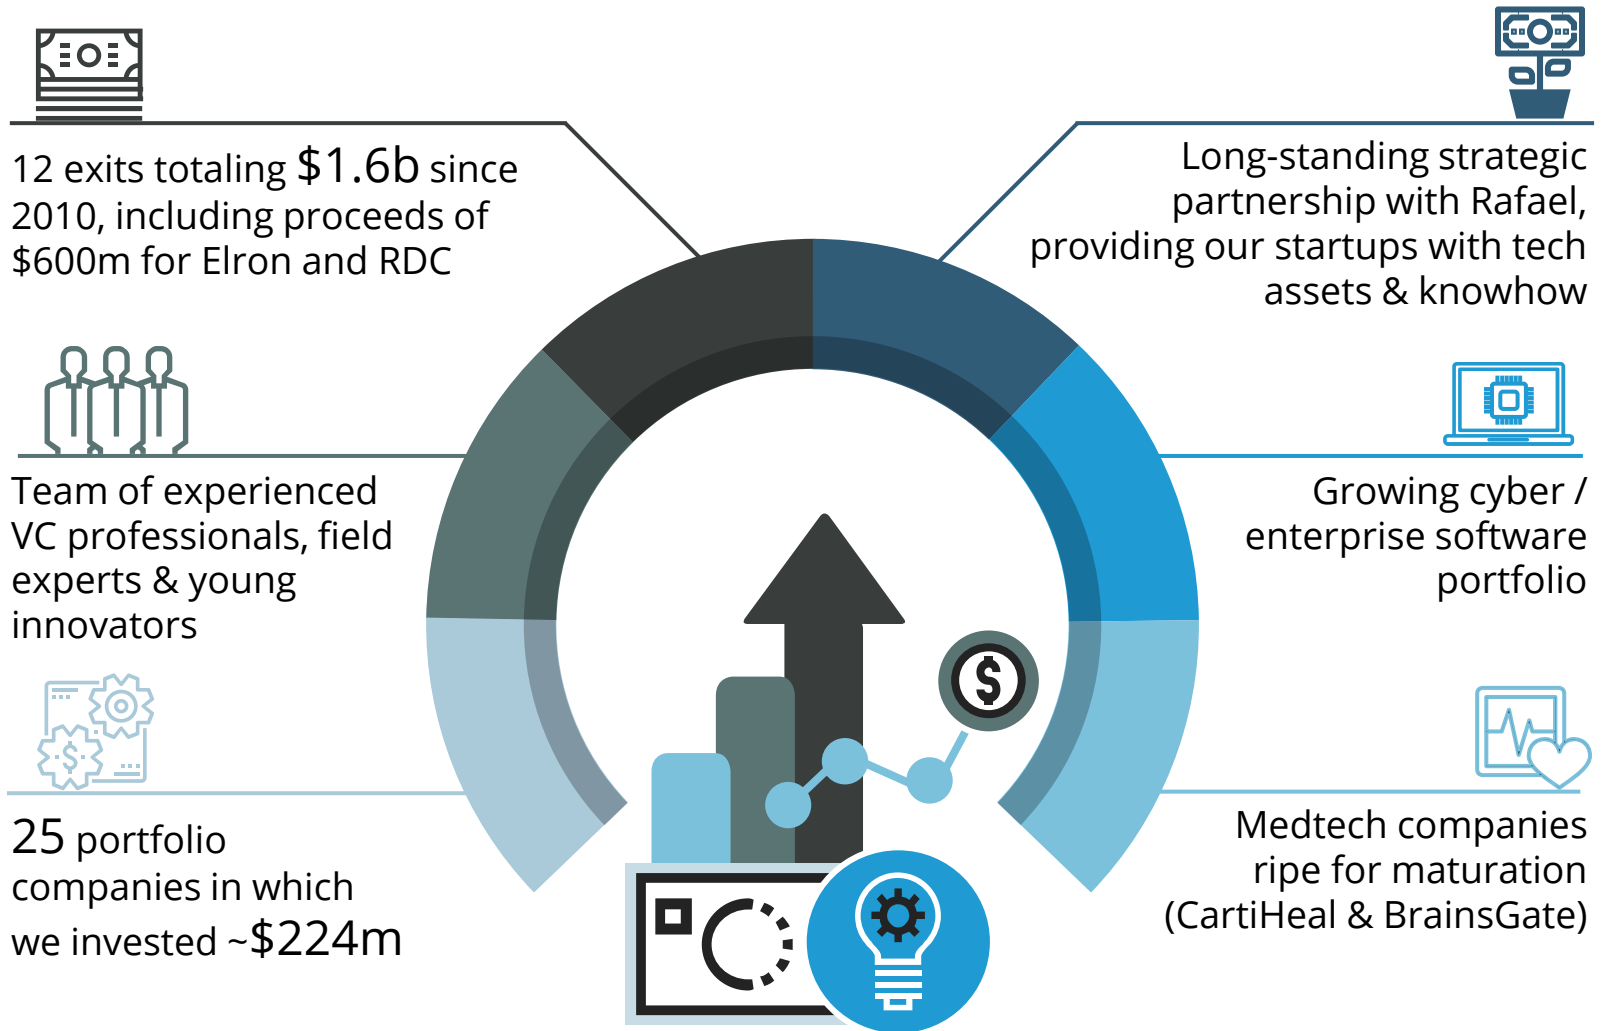 12 exits totaling $1.6b since
2010, including proceeds of
$600m for Elron and RDC
Team of experienced
VC professionals, field
experts & young
innovators
25 portfolio
companies in which
we invested ~$224m
Long-standing strategic
partnership with Rafael,
providing our startups with tech
assets & knowhow
Growing cyber /
enterprise software
portfolio
Medtech companies
ripe for maturation
(CartiHeal & BrainsGate)
$
$